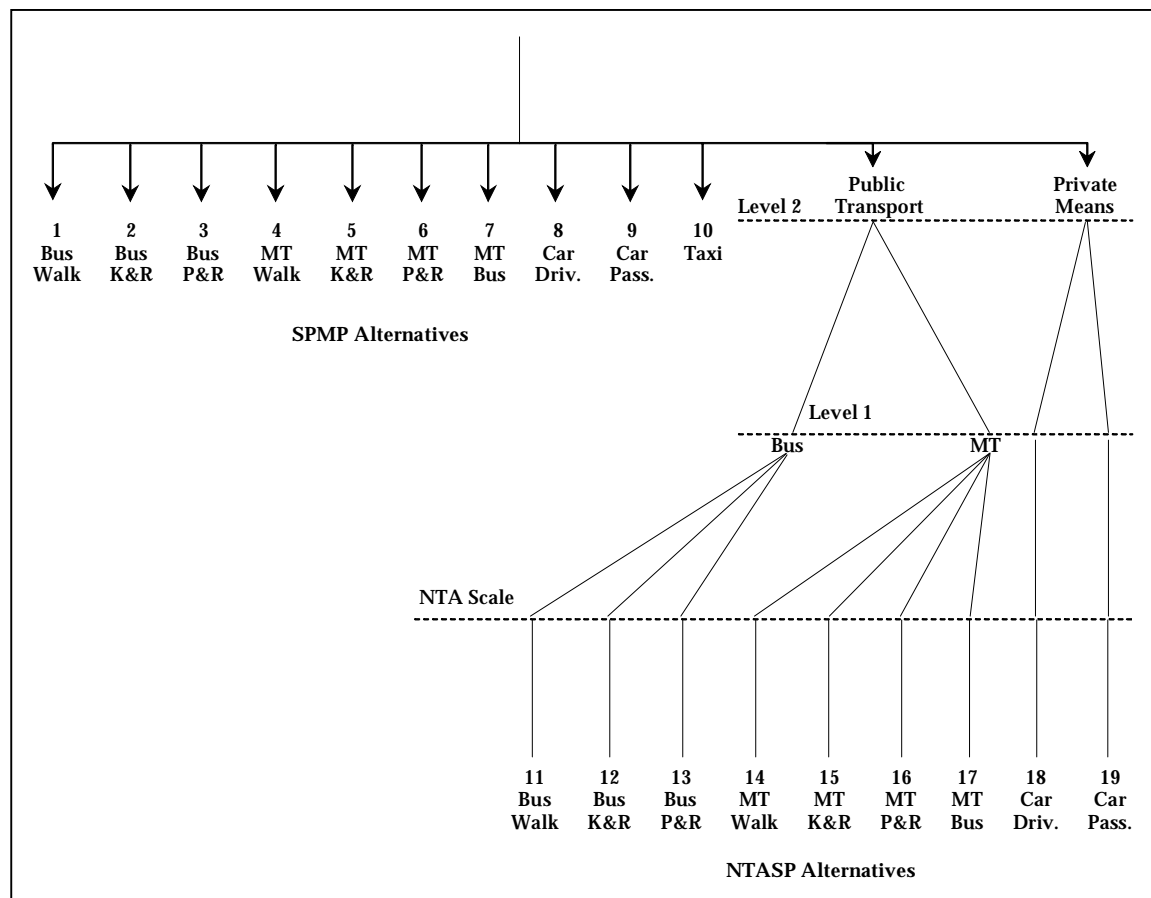 Public
Transport
Private
Means
Level 2
1
Bus
Walk
2
Bus
K&R
3
Bus
P&R
4
MT
Walk
5
MT
K&R
6
MT
P&R
7
MT
Bus
8
Car
Driv.
9
Car
Pass.
10
Taxi
SPMP Alternatives
Level 1
Bus
MT
NTA Scale
11
Bus
Walk
12
Bus
K&R
13
Bus
P&R
14
MT
Walk
15
MT
K&R
16
MT
P&R
17
MT
Bus
18
Car
Driv.
19
Car
Pass.
NTASP Alternatives